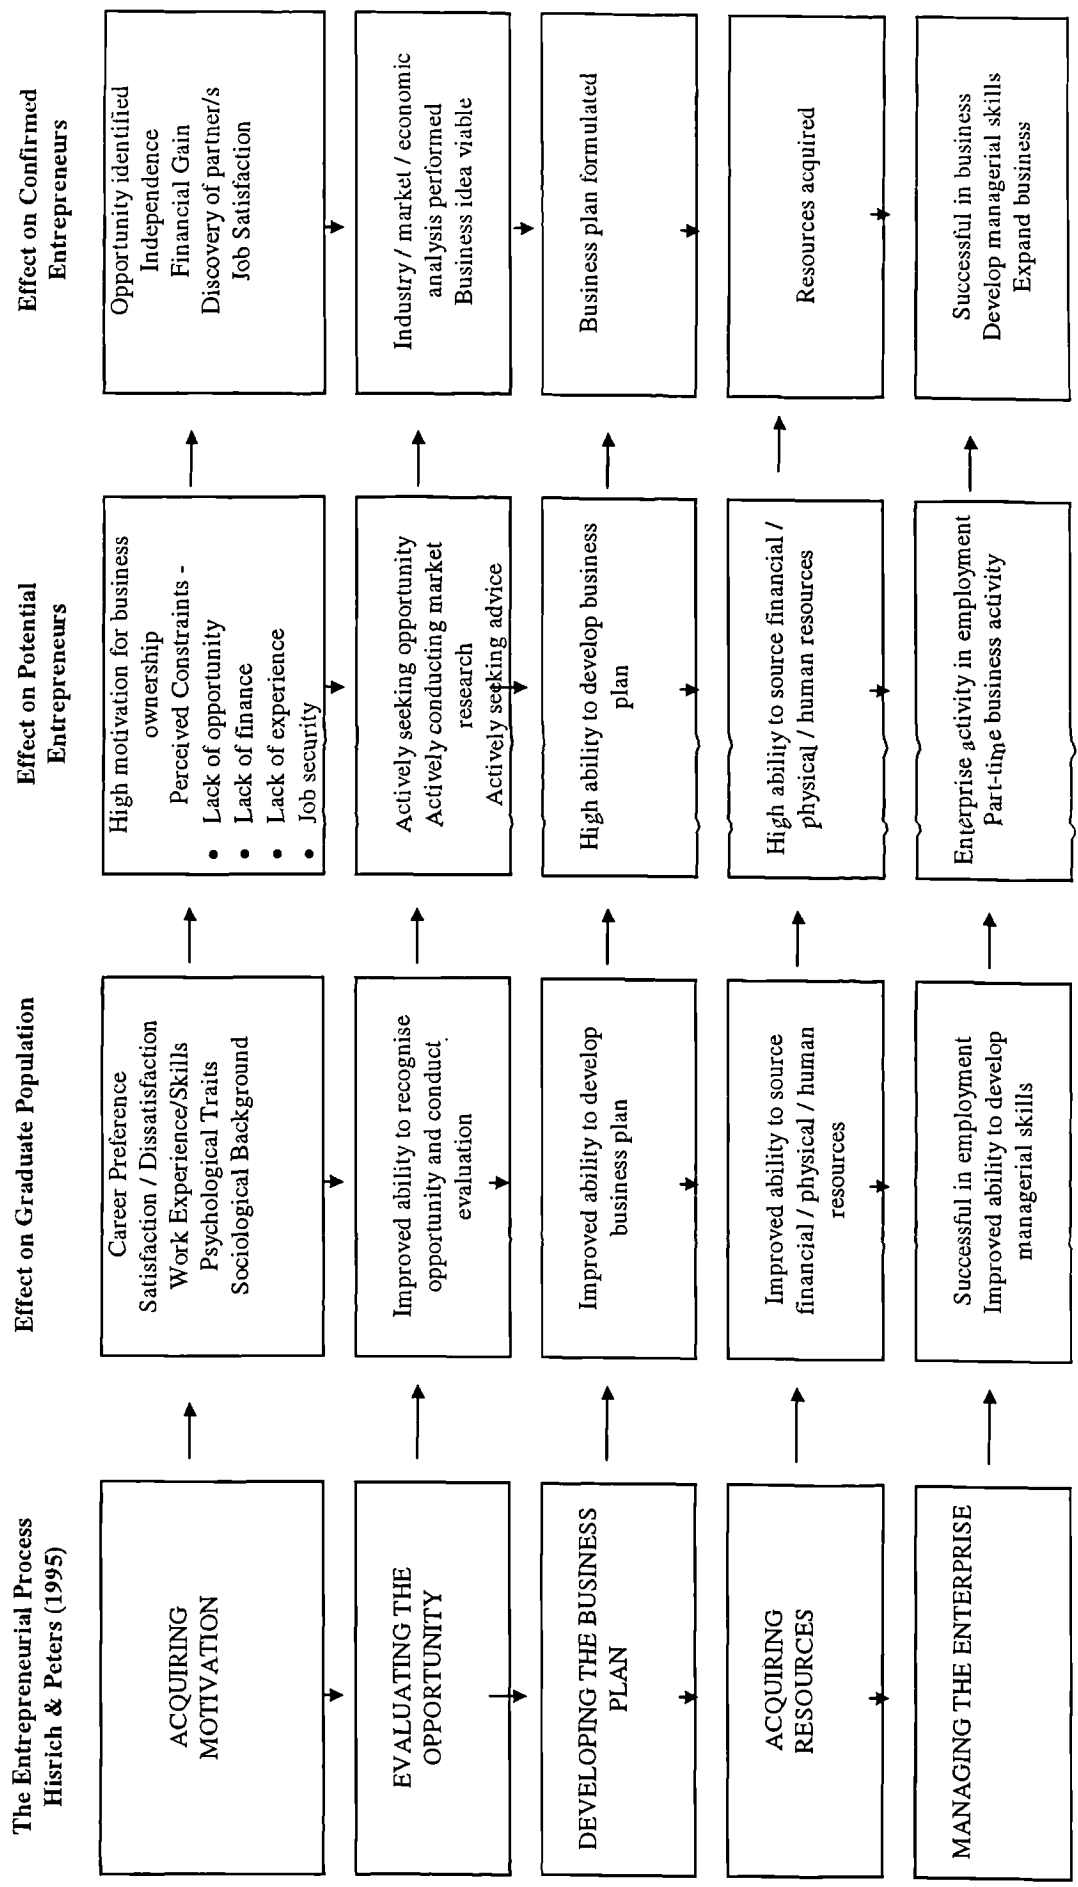 The Entrepreneurial Process
Hisrich & Peters (1995)
Effect on Graduate Population
Effect on Potential
Entrepreneurs
Effect on Confirmed
Entrepreneurs
ACQUIRING
MOTIVATION
Career Preference
Satisfaction / Dissatisfaction
Work Experience/Skills
Psychological Traits
Sociological Background
High motivation for business
ownership
Perceived Constraints -
• Lack of opportunity
• Lack of finance
• Lack of experience
• Job security
Opportunity identified
Independence
Financial Gain
Discovery of partner/s
Job Satisfaction
EVALUATING THE
OPPORTUNITY
Improved ability to recognise
opportunity and conduct
evaluation
Actively seeking opportunity
Actively conducting market
research
Actively seeking advice
Industry / market / economic
analysis performed
Business idea viable
DEVELOPING THE BUSINESS
PLAN
Improved ability to develop
business plan
High ability to develop business
plan
Business plan formulated
ACQUIRING
RESOURCES
Improved ability to source
financial / physical / human
resources
High ability to source financial /
physical / human resources
Resources acquired
MANAGING THE ENTERPRISE
Successful in employment
Improved ability to develop
managerial skills
Enterprise activity in employment
Part-time business activity
Successful in business
Develop managerial skills
Expand business